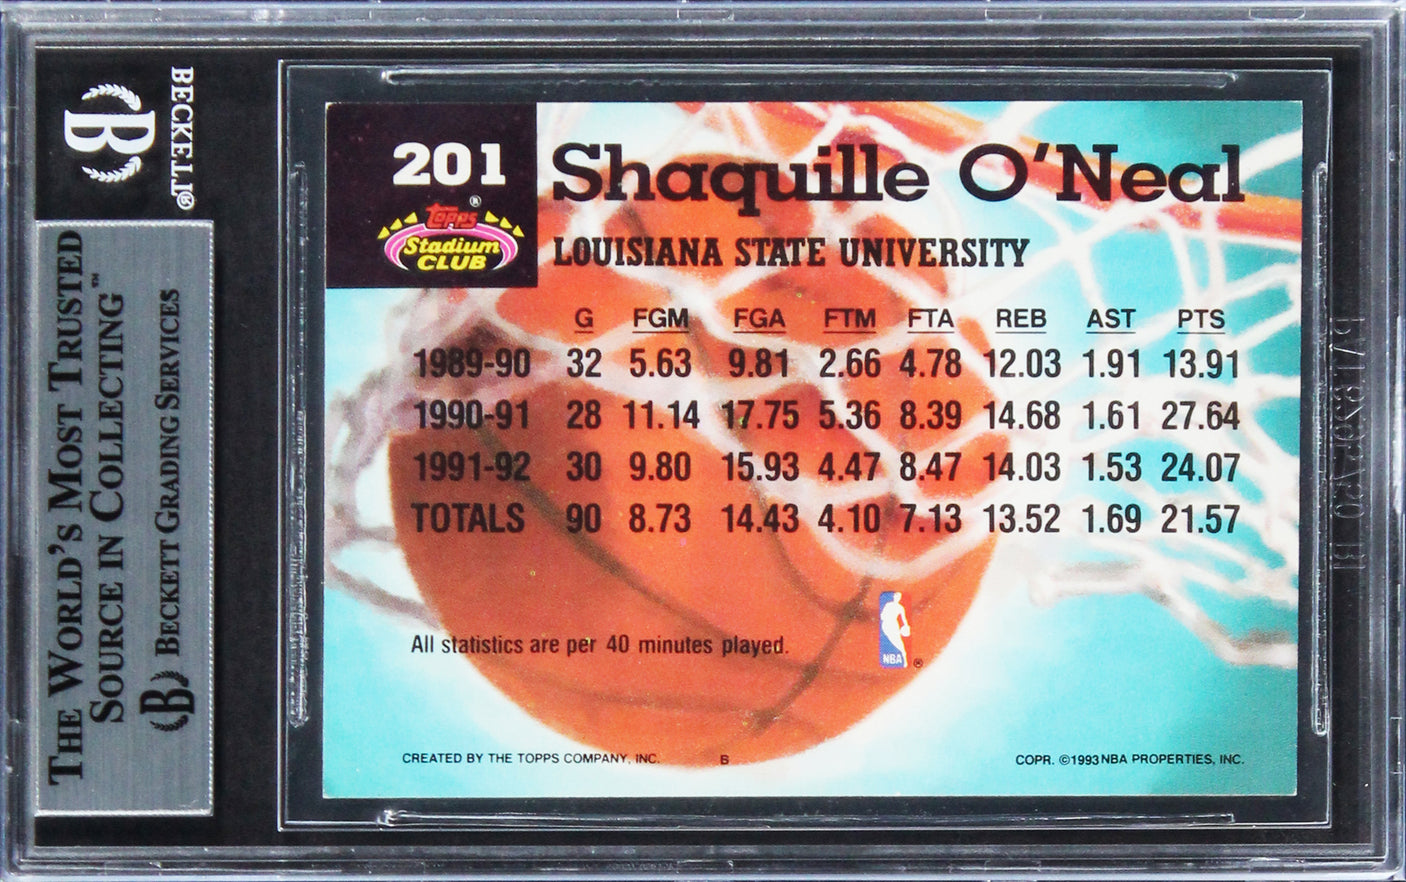 BECKETT®
B
THE WORLD'S MOST TRUSTED
SOURCE IN COLLECTING™
B BECKETT GRADING SERVICES
201
Topps®
Stadium
CLUB
Shaquille O'Neal
LOUISIANA STATE UNIVERSITY
G FGM FGA FTM FTA REB AST PTS
1989-90 32 5.63 9.81 2.66 4.78 12.03 1.91 13.91
1990-91 28 11.14 17.75 5.36 8.39 14.68 1.61 27.64
1991-92 30 9.80 15.93 4.47 8.47 14.03 1.53 24.07
TOTALS 90 8.73 14.43 4.10 7.13 13.52 1.69 21.57
All statistics are per 40 minutes played.
NBA ®
CREATED BY THE TOPPS COMPANY, INC. B COPR. ©1993 NBA PROPERTIES, INC.